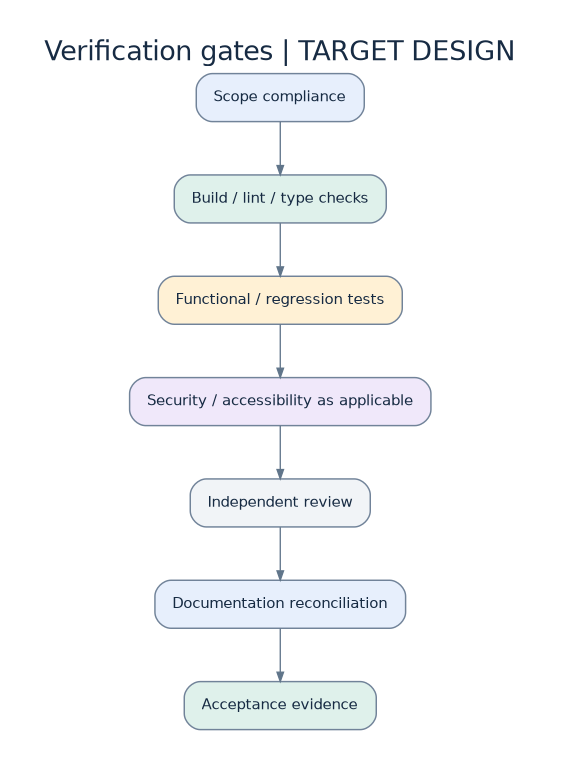 Verification gates | TARGET DESIGN
Scope compliance
Build / lint / type checks
Functional / regression tests
Security / accessibility as applicable
Independent review
Documentation reconciliation
Acceptance evidence